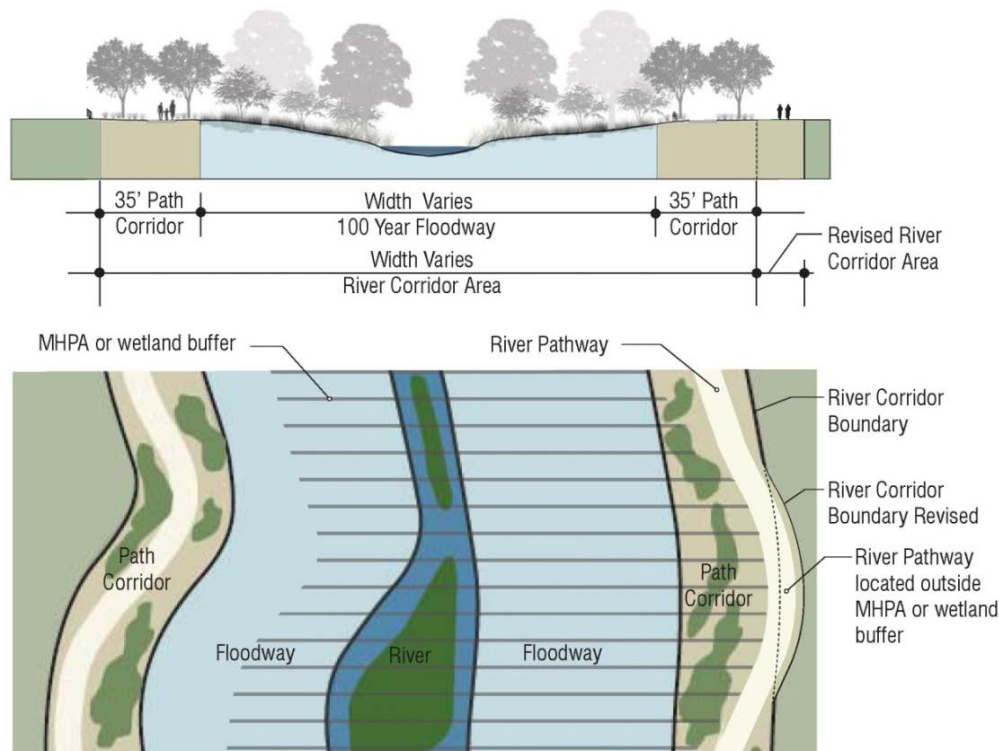 35' Path
Corridor
Width Varies
100 Year Floodway
35' Path
Corridor
Revised River
Corridor Area
Width Varies
River Corridor Area
MHPA or wetland buffer
River Pathway
River Corridor
Boundary
River Corridor
Boundary Revised
River Pathway
located outside
MHPA or wetland
buffer
Path
Corridor
Path
Corridor
Floodway
River
Floodway